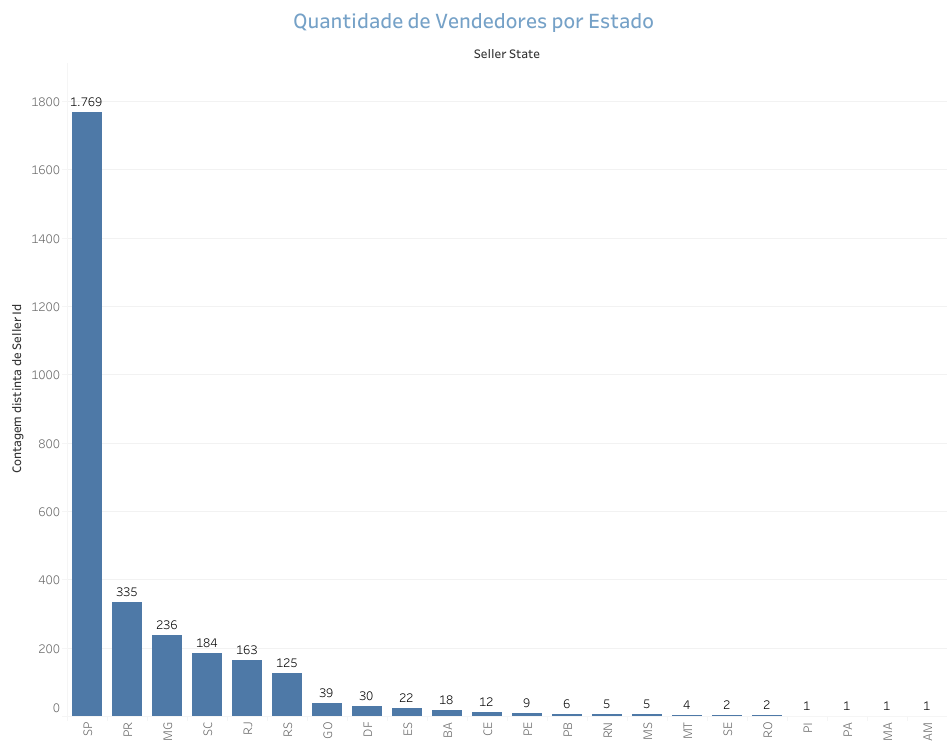 Quantidade de Vendedores por Estado
Seller State
Contagem distinta de Seller Id
1800
1600
1400
1200
1000
800
600
400
200
0
1.769
335
236
184
163
125
39
30
22
18
12
9
6
5
5
4
2
2
1
1
1
1
SP
PR
MG
SC
RJ
RS
GO
DF
ES
BA
CE
PE
PB
RN
MS
MT
SE
RO
PI
PA
MA
AM